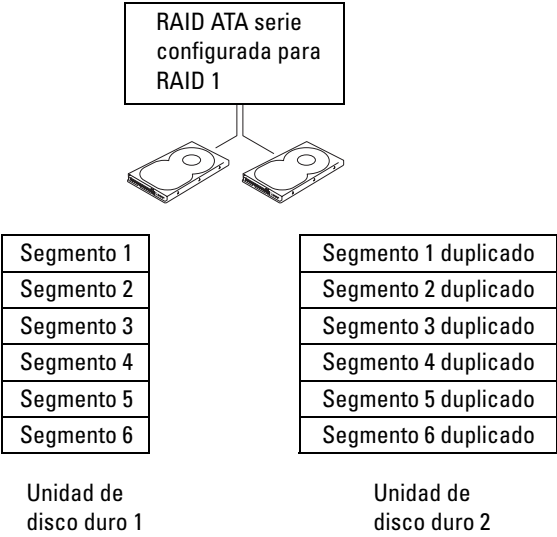 RAID ATA serie
configurada para
RAID 1
Segmento 1
Segmento 1 duplicado
Segmento 2
Segmento 2 duplicado
Segmento 3
Segmento 3 duplicado
Segmento 4
Segmento 4 duplicado
Segmento 5
Segmento 5 duplicado
Segmento 6
Segmento 6 duplicado
Unidad de
disco duro 1
Unidad de
disco duro 2